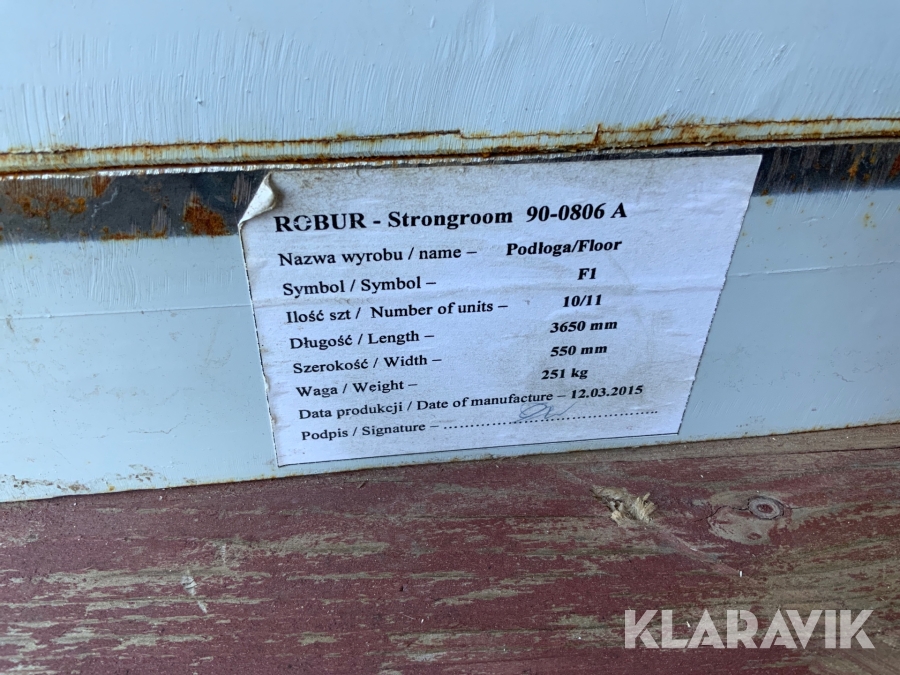 ROBUR - Strongroom 90-0806 A
Nazwa wyrobu / name – Podłoga/Floor
Symbol / Symbol – F1
Ilość szt / Number of units – 10/11
Długość / Length – 3650 mm
Szerokość / Width – 550 mm
Waga / Weight – 251 kg
Data produkcji / Date of manufacture – 12.03.2015
Podpis / Signature – ........................................
KLARAVIK